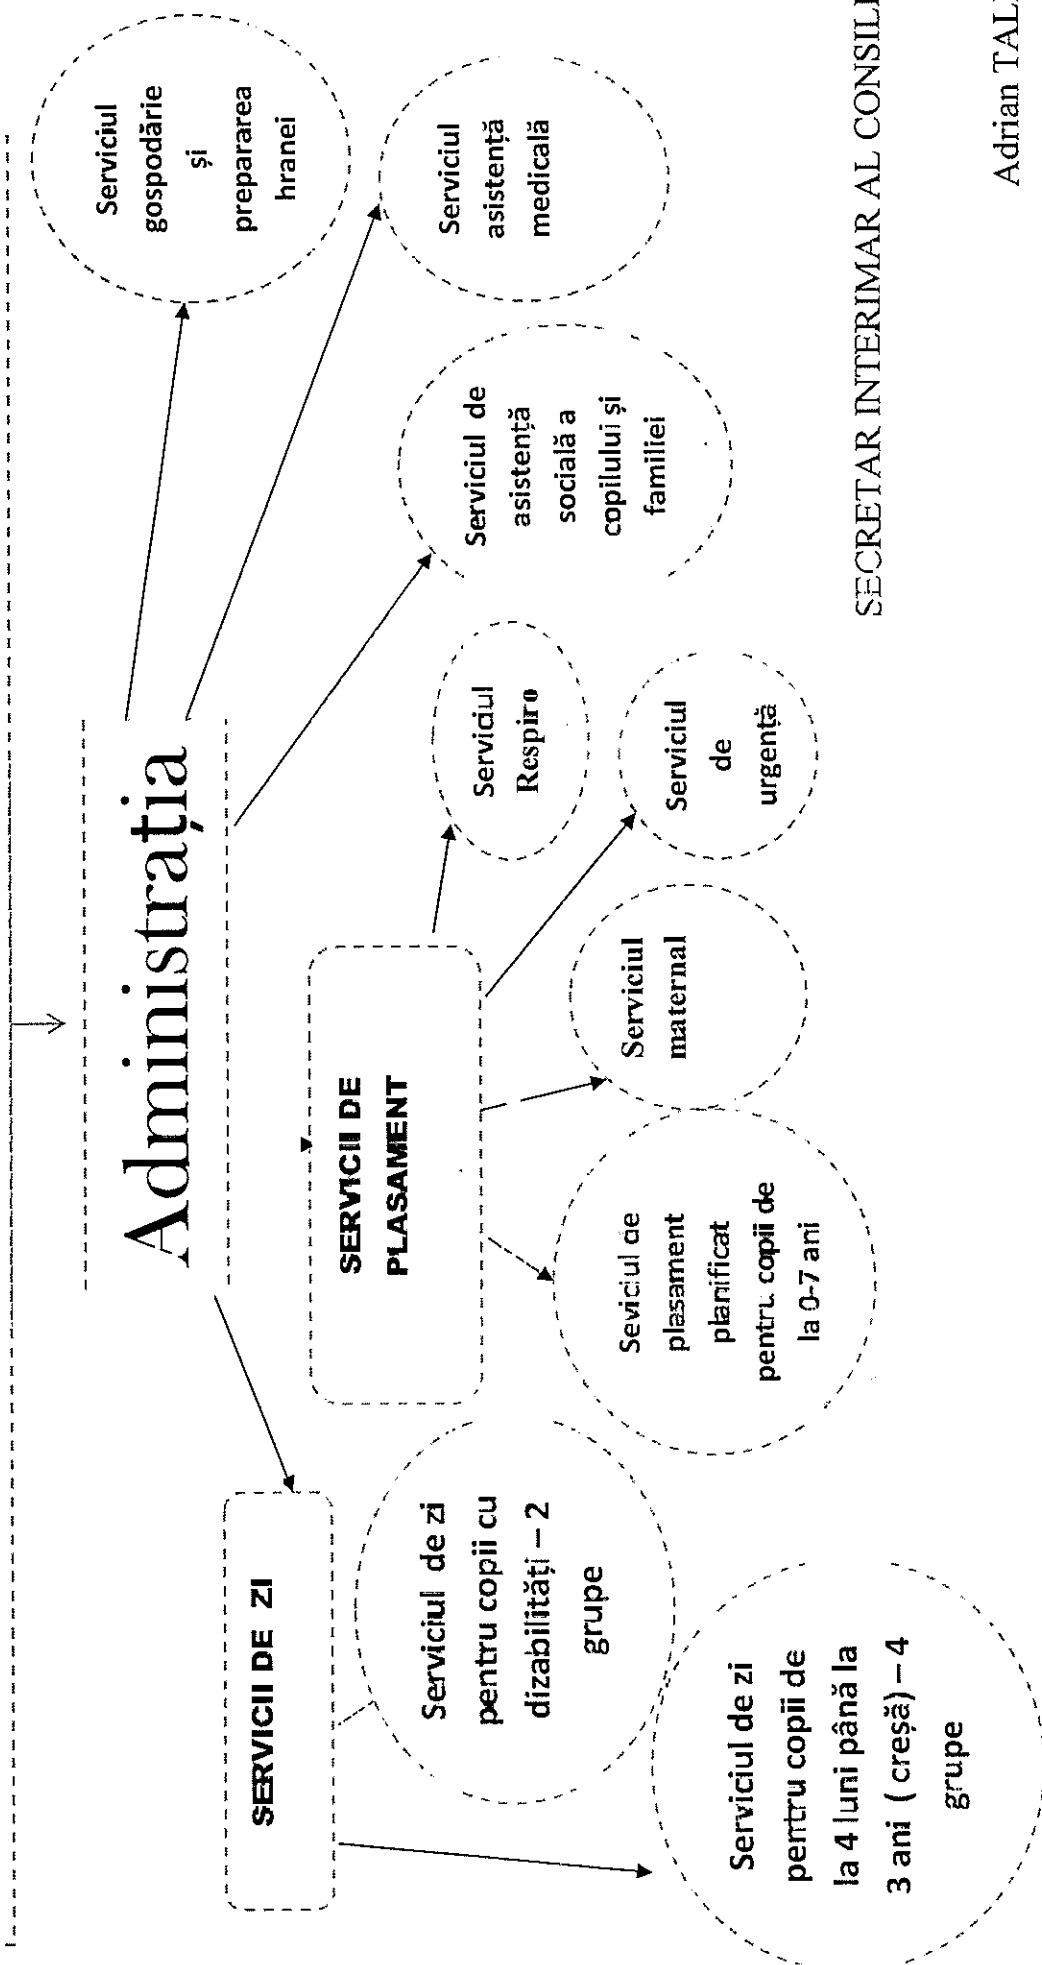 Administrația
SERVICII DE ZI
SERVICII DE
PLASAMENT
Serviciul de zi
pentru copii cu
dizabilități – 2
grupe
Serviciul de zi
pentru copii de
la 4 luni până la
3 ani ( creșă) – 4
grupe
Seviciul de
plasament
planificat
pentru copii de
la 0-7 ani
Serviciul
maternal
Serviciul
Respiro
Serviciul
de
urgență
Serviciul de
asistență
socială a
copilului și
familiei
Serviciul
asistență
medicală
Serviciul
gospodărie
și
prepararea
hranei
SECRETAR INTERIMAR AL
Adrian